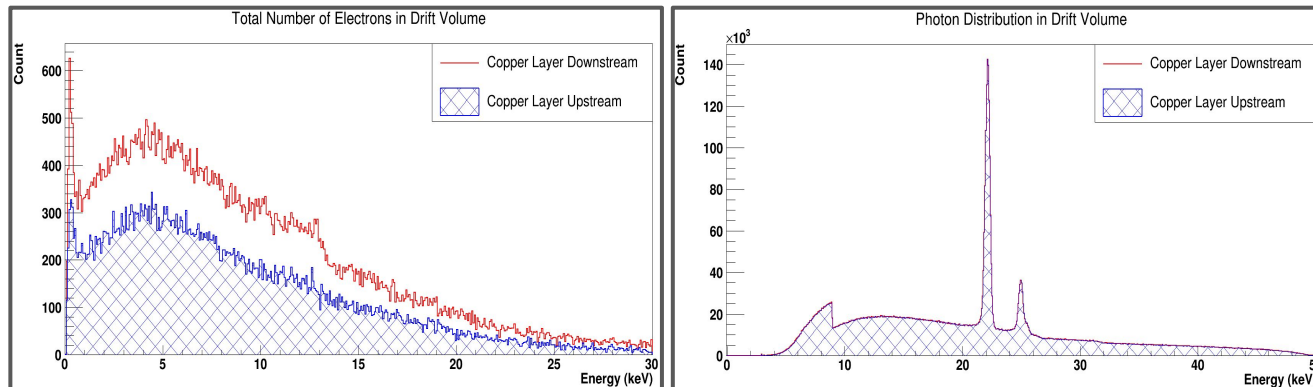 Total Number of Electrons in Drift Volume
Count
600
500
400
300
200
100
0
Copper Layer Downstream
Copper Layer Upstream
0 5 10 15 20 25 30
Energy (keV)
Photon Distribution in Drift Volume
×10³
Count
140
120
100
80
60
40
20
0
Copper Layer Downstream
Copper Layer Upstream
0 10 20 30 40
Energy (keV)